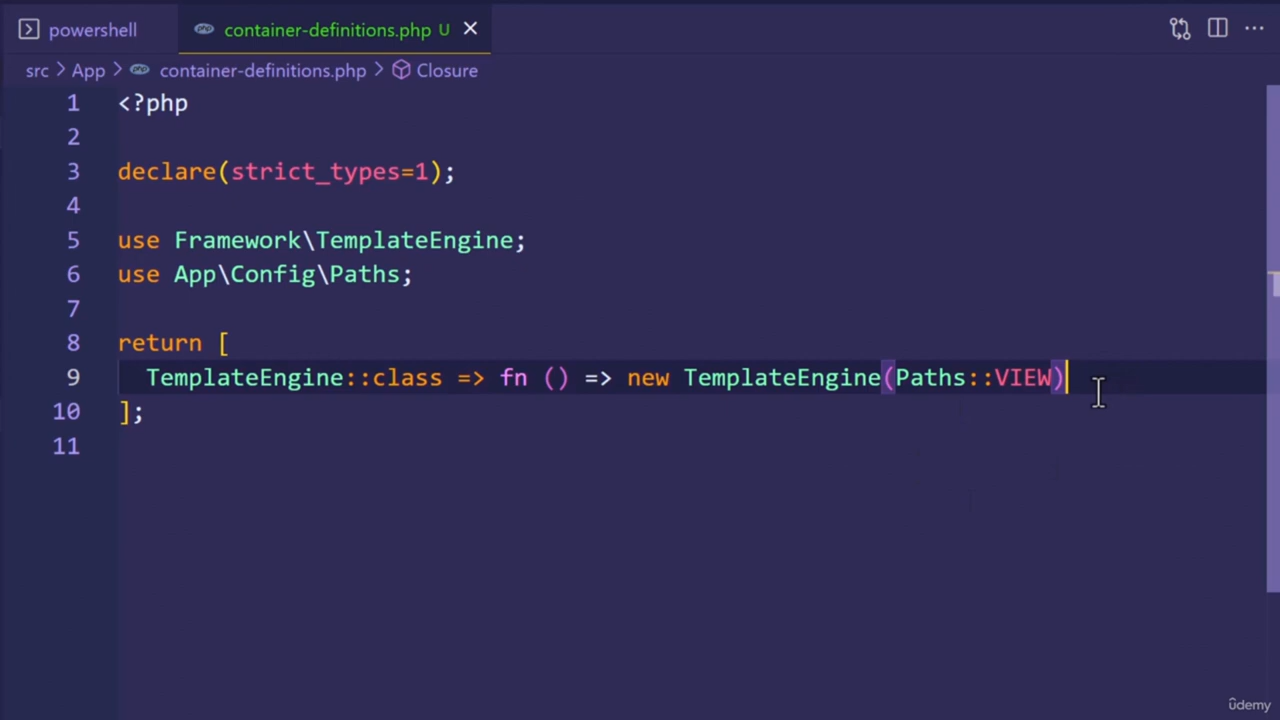 powershell
container-definitions.php U
src > App > container-definitions.php > Closure
1 <?php
2
3 declare(strict_types=1);
4
5 use Framework\TemplateEngine;
6 use App\Config\Paths;
7
8 return [
9 TemplateEngine::class => fn () => new TemplateEngine(Paths::VIEW)
10 ];
11
ûdemy